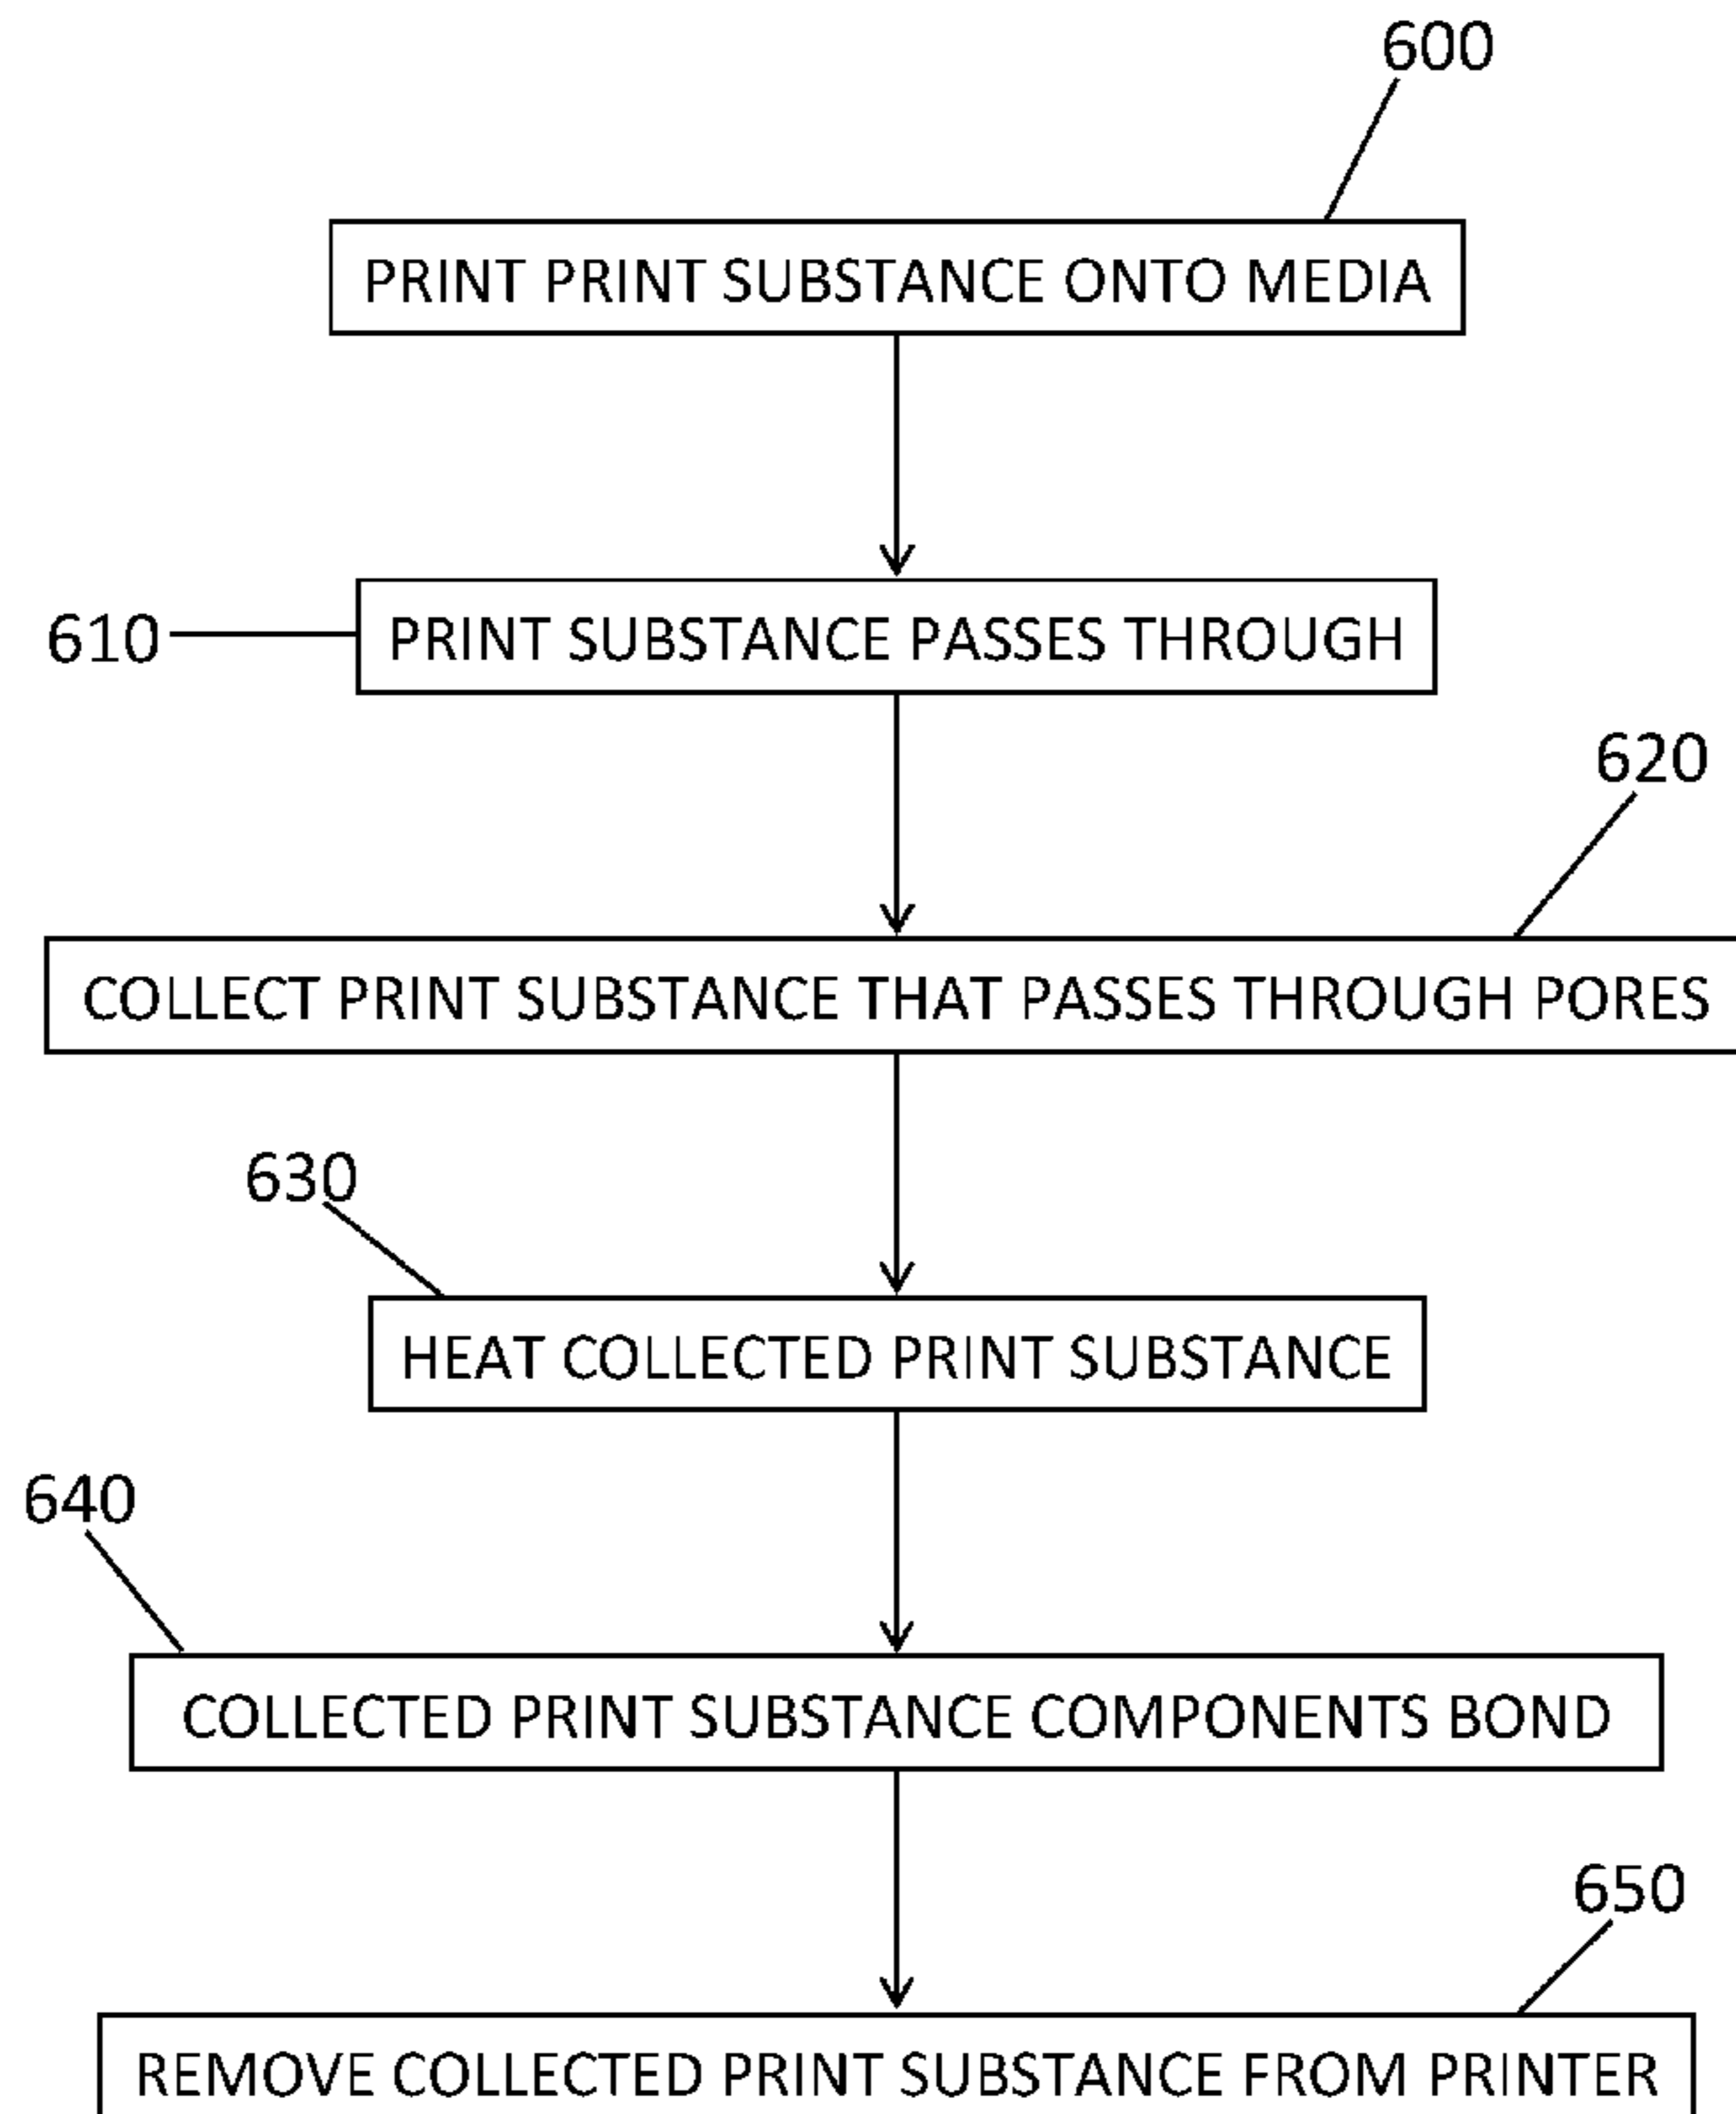 600
PRINT PRINT SUBSTANCE ONTO MEDIA
610
PRINT SUBSTANCE PASSES THROUGH
620
COLLECT PRINT SUBSTANCE THAT PASSES THROUGH PORES
630
HEAT COLLECTED PRINT SUBSTANCE
640
COLLECTED PRINT SUBSTANCE COMPONENTS BOND
650
REMOVE COLLECTED PRINT SUBSTANCE FROM PRINTER